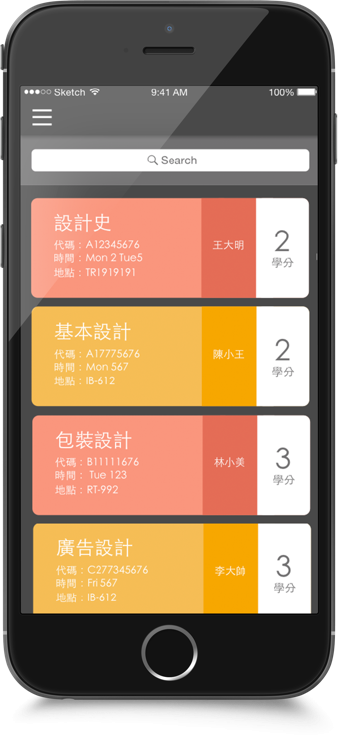 Sketch 9:41 AM 100%
Search
設計史
代碼：A12345676
時間：Mon 2 Tue5
地點：TR1919191
王大明
2
學分
基本設計
代碼：A17775676
時間：Mon 567
地點：IB-612
陳小王
2
學分
包裝設計
代碼：B11111676
時間： Tue 123
地點：RT-992
林小美
3
學分
廣告設計
代碼：C277345676
時間：Fri 567
地點：IB-612
李大帥
3
學分